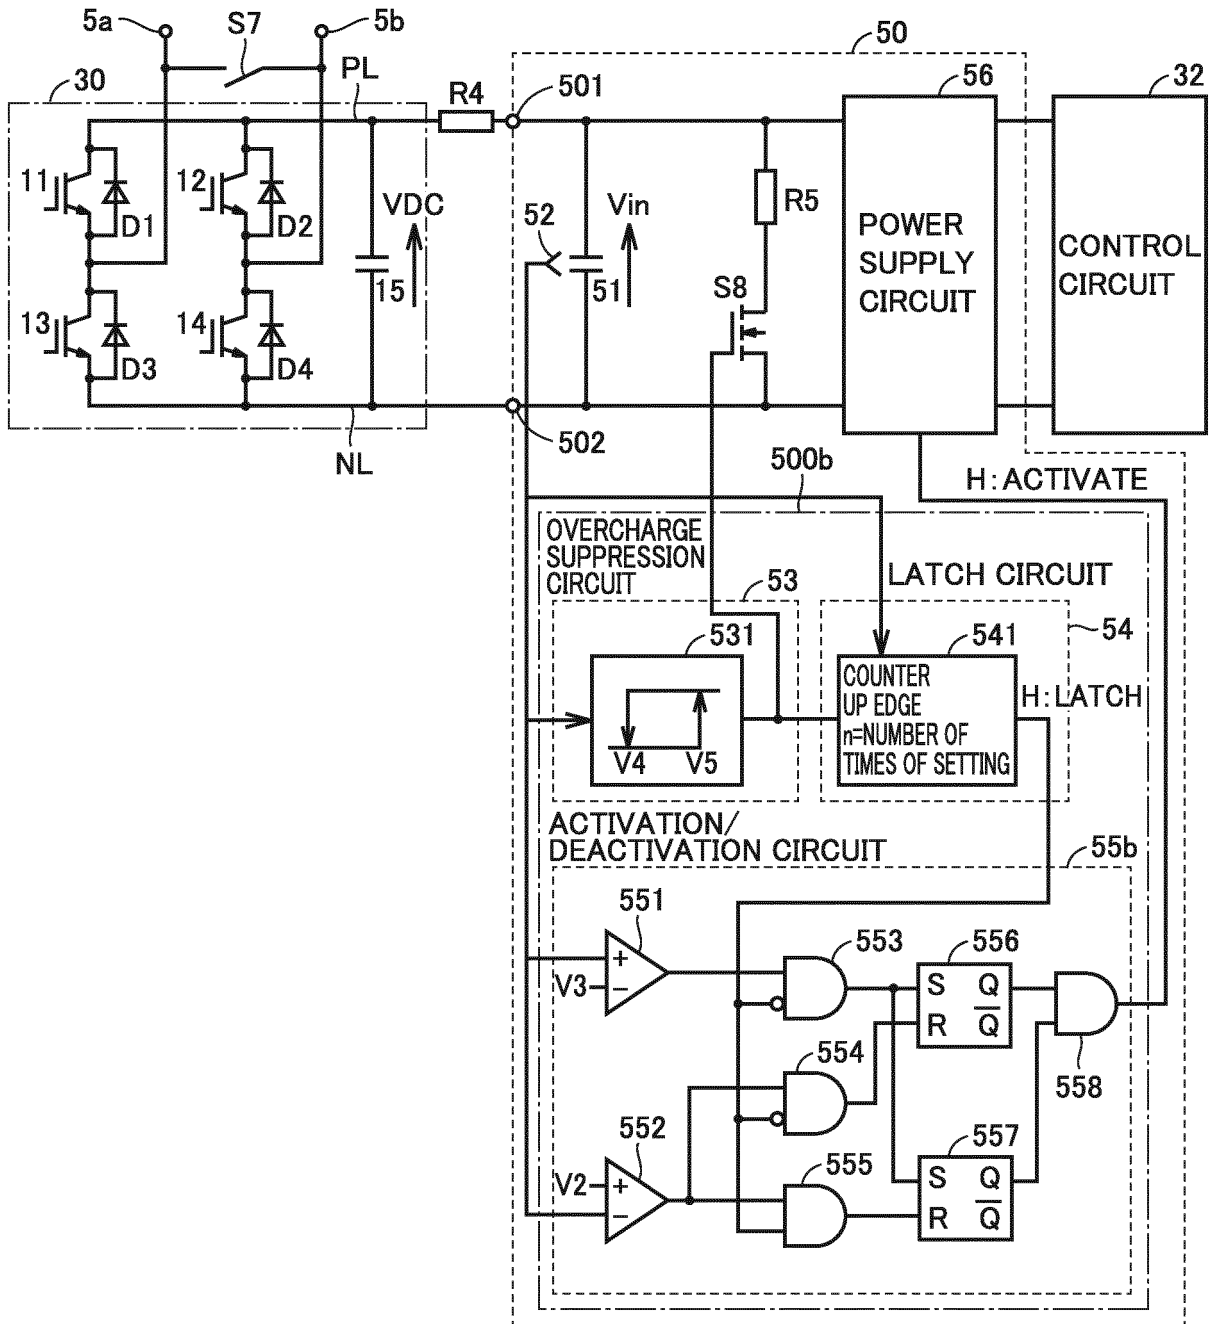 5a
S7
5b
50
30
PL
R4
501
56
32
11
D1
12
D2
VDC
15
52
Vin
51
R5
S8
POWER
SUPPLY
CIRCUIT
CONTROL
CIRCUIT
13
D3
14
D4
NL
502
500b
H:ACTIVATE
OVERCHARGE
SUPPRESSION
CIRCUIT
53
LATCH CIRCUIT
54
531
541
V4
V5
COUNTER
UP EDGE
n=NUMBER OF
TIMES OF SETTING
H:LATCH
ACTIVATION/
DEACTIVATION CIRCUIT
55b
551
+
−
V3
553
556
S Q
R Q
554
558
552
V2
+
−
555
557
S Q
R Q